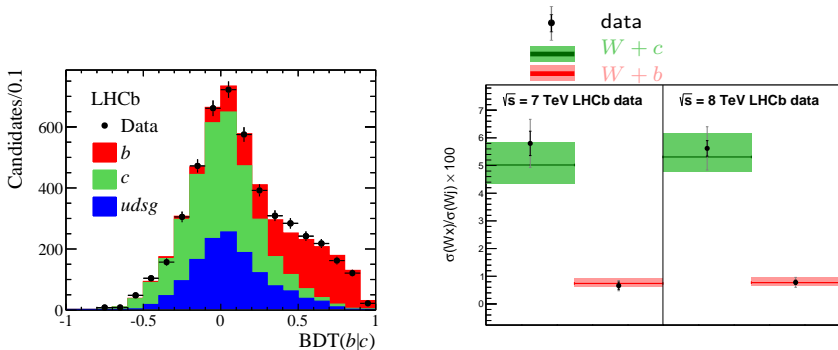 Candidates/0.1
600
400
200
0
LHCb
Data
b
c
udsg
-1
-0.5
0
0.5
1
BDT(b|c)
data
W + c
W + b
σ(Wx)/σ(Wj) × 100
7
6
5
4
3
2
1
0
√s = 7 TeV LHCb data
√s = 8 TeV LHCb data